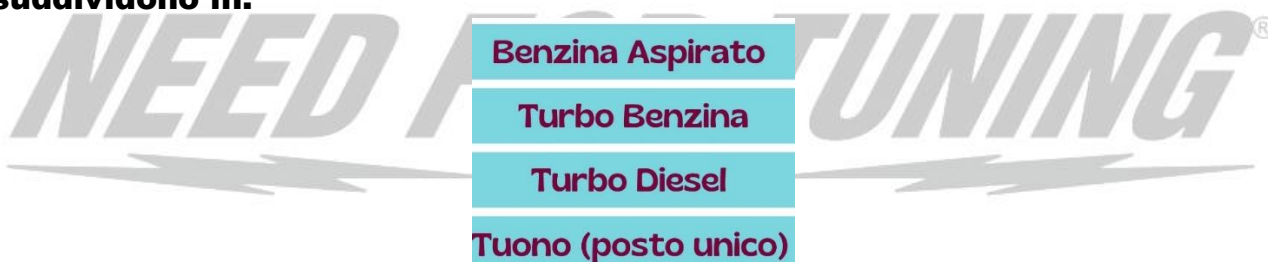 suddividono in:
NEED FOR TUNING®
Benzina Aspirato
Turbo Benzina
Turbo Diesel
Tuono (posto unico)